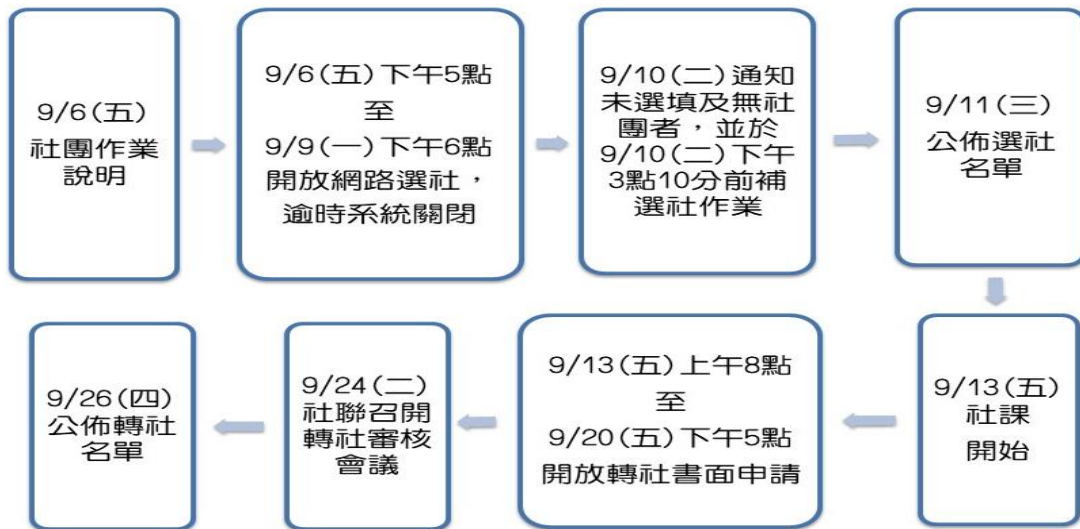 9/6(五)
社團作業
說明
9/6(五)下午5點
至
9/9(一)下午6點
開放網路選社，
逾時系統關閉
9/10(二)通知
未選填及無社
團者，並於
9/10(二)下午
3點10分前補
選社作業
9/11(三)
公佈選社
名單
9/13(五)
社課
開始
9/13(五)上午8點
至
9/20(五)下午5點
開放轉社書面申請
9/24(二)
社聯召開
轉社審核
會議
9/26(四)
公佈轉社
名單